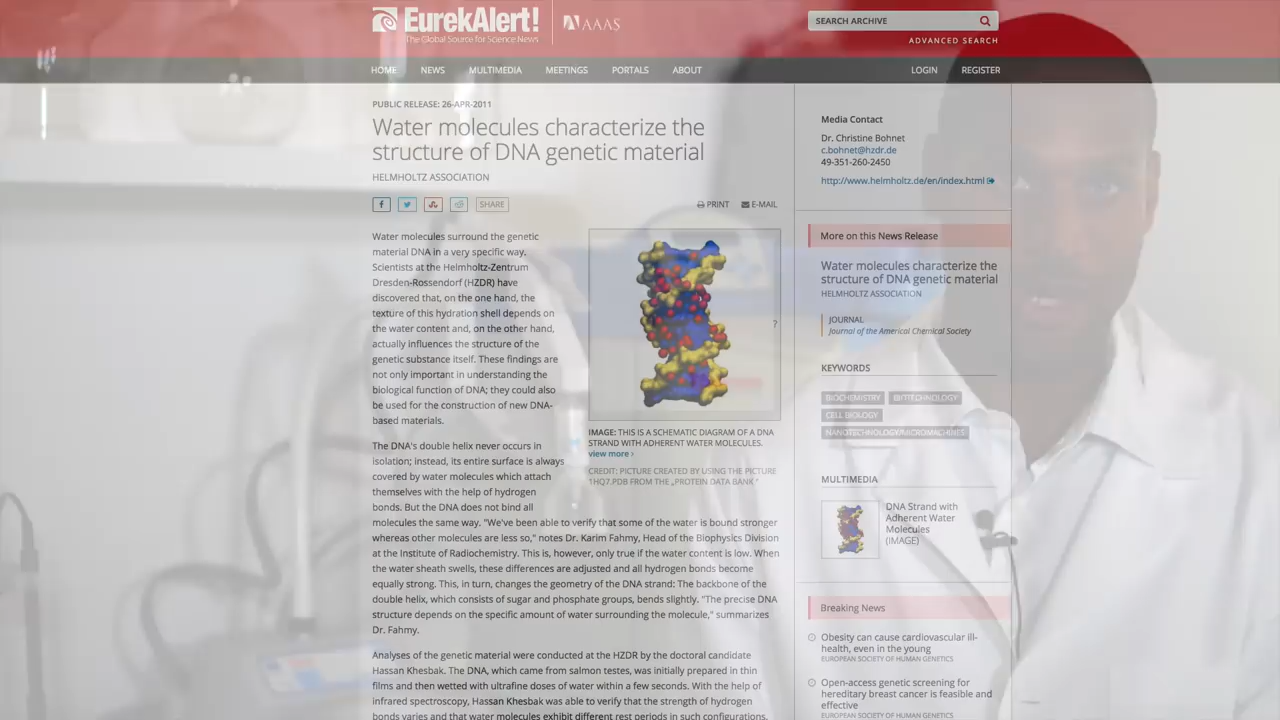 EurekAlert!
The Global Source for Science News
AAAS
SEARCH ARCHIVE
ADVANCED SEARCH
HOME NEWS MULTIMEDIA MEETINGS PORTALS ABOUT LOGIN REGISTER
PUBLIC RELEASE: 26-APR-2011
Water molecules characterize the
structure of DNA genetic material
HELMHOLTZ ASSOCIATION
SHARE
PRINT
E-MAIL
Water molecules surround the genetic
material DNA in a very specific way.
Scientists at the Helmholtz-Zentrum
Dresden-Rossendorf (HZDR) have
discovered that, on the one hand, the
texture of this hydration shell depends on
the water content and, on the other hand,
actually influences the structure of the
genetic substance itself. These findings are
not only important in understanding the
biological function of DNA; they could also
be used for the construction of new DNA-
based materials.
The DNA's double helix never occurs in
isolation; instead, its entire surface is always
covered by water molecules which attach
themselves with the help of hydrogen
bonds. But the DNA does not bind all
molecules the same way. "We've been able to verify that some of the water is bound stronger
whereas other molecules are less so," notes Dr. Karim Fahmy, Head of the Biophysics Division
at the Institute of Radiochemistry. This is, however, only true if the water content is low. When
the water sheath swells, these differences are adjusted and all hydrogen bonds become
equally strong. This, in turn, changes the geometry of the DNA strand: The backbone of the
double helix, which consists of sugar and phosphate groups, bends slightly. "The precise DNA
structure depends on the specific amount of water surrounding the molecule," summarizes
Dr. Fahmy.
Analyses of the genetic material were conducted at the HZDR by the doctoral candidate
Hassan Khesbak. The DNA, which came from salmon testes, was initially prepared in thin
films and then wetted with ultrafine doses of water within a few seconds. With the help of
infrared spectroscopy, Hassan Khesbak was able to verify that the strength of hydrogen
bonds varies and that water molecules exhibit different rest periods in such configurations.
?
IMAGE: THIS IS A SCHEMATIC DIAGRAM OF A DNA
STRAND WITH ADHERENT WATER MOLECULES.
view more ›
CREDIT: PICTURE CREATED BY USING THE PICTURE
1HQ7.PDB FROM THE „PROTEIN DATA BANK "
Media Contact
Dr. Christine Bohnet
c.bohnet@hzdr.de
49-351-260-2450
http://www.helmholtz.de/en/index.html
More on this News Release
Water molecules characterize the
structure of DNA genetic material
HELMHOLTZ ASSOCIATION
JOURNAL
Journal of the Americal Chemical Society
KEYWORDS
BIOCHEMISTRY BIOTECHNOLOGY
CELL BIOLOGY
NANOTECHNOLOGY/MICROMACHINES
MULTIMEDIA
DNA Strand with
Adherent Water
Molecules
(IMAGE)
Breaking News
Obesity can cause cardiovascular ill-
health, even in the young
EUROPEAN SOCIETY OF HUMAN GENETICS
Open-access genetic screening for
hereditary breast cancer is feasible and
effective
EUROPEAN SOCIETY OF HUMAN GENETICS